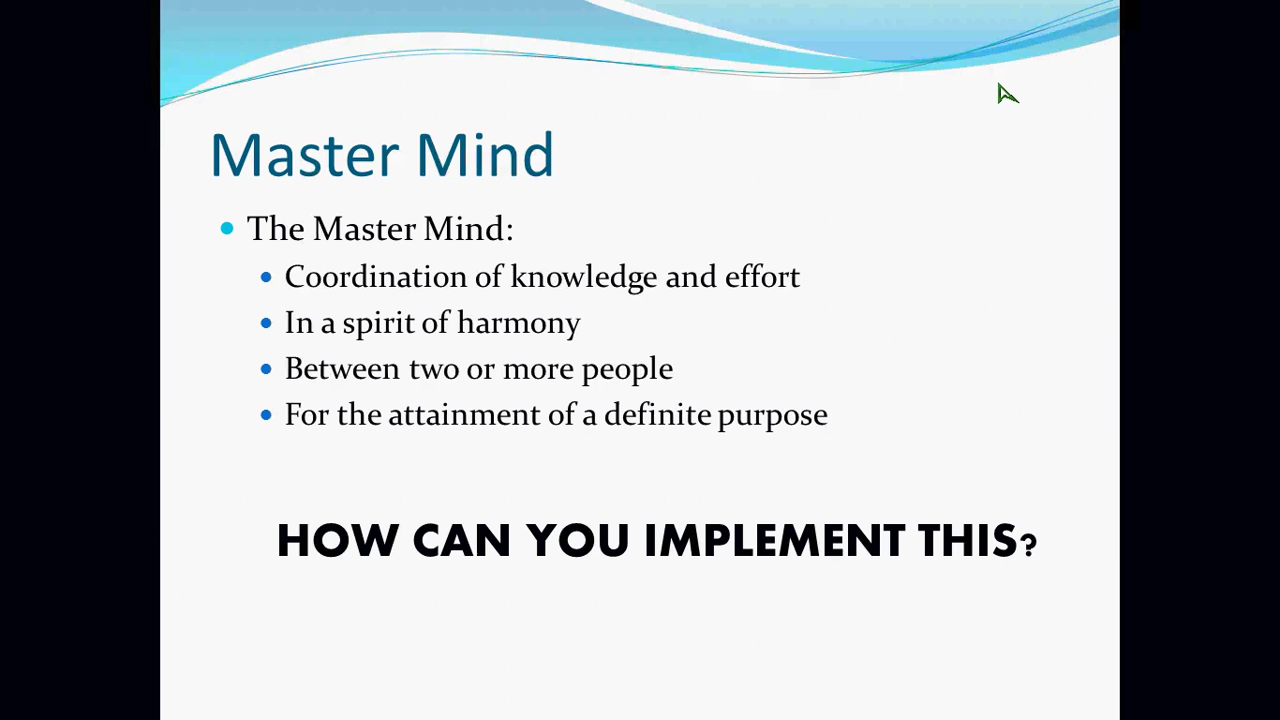 Master Mind
The Master Mind:
Coordination of knowledge and effort
In a spirit of harmony
Between two or more people
For the attainment of a definite purpose
HOW CAN YOU IMPLEMENT THIS?